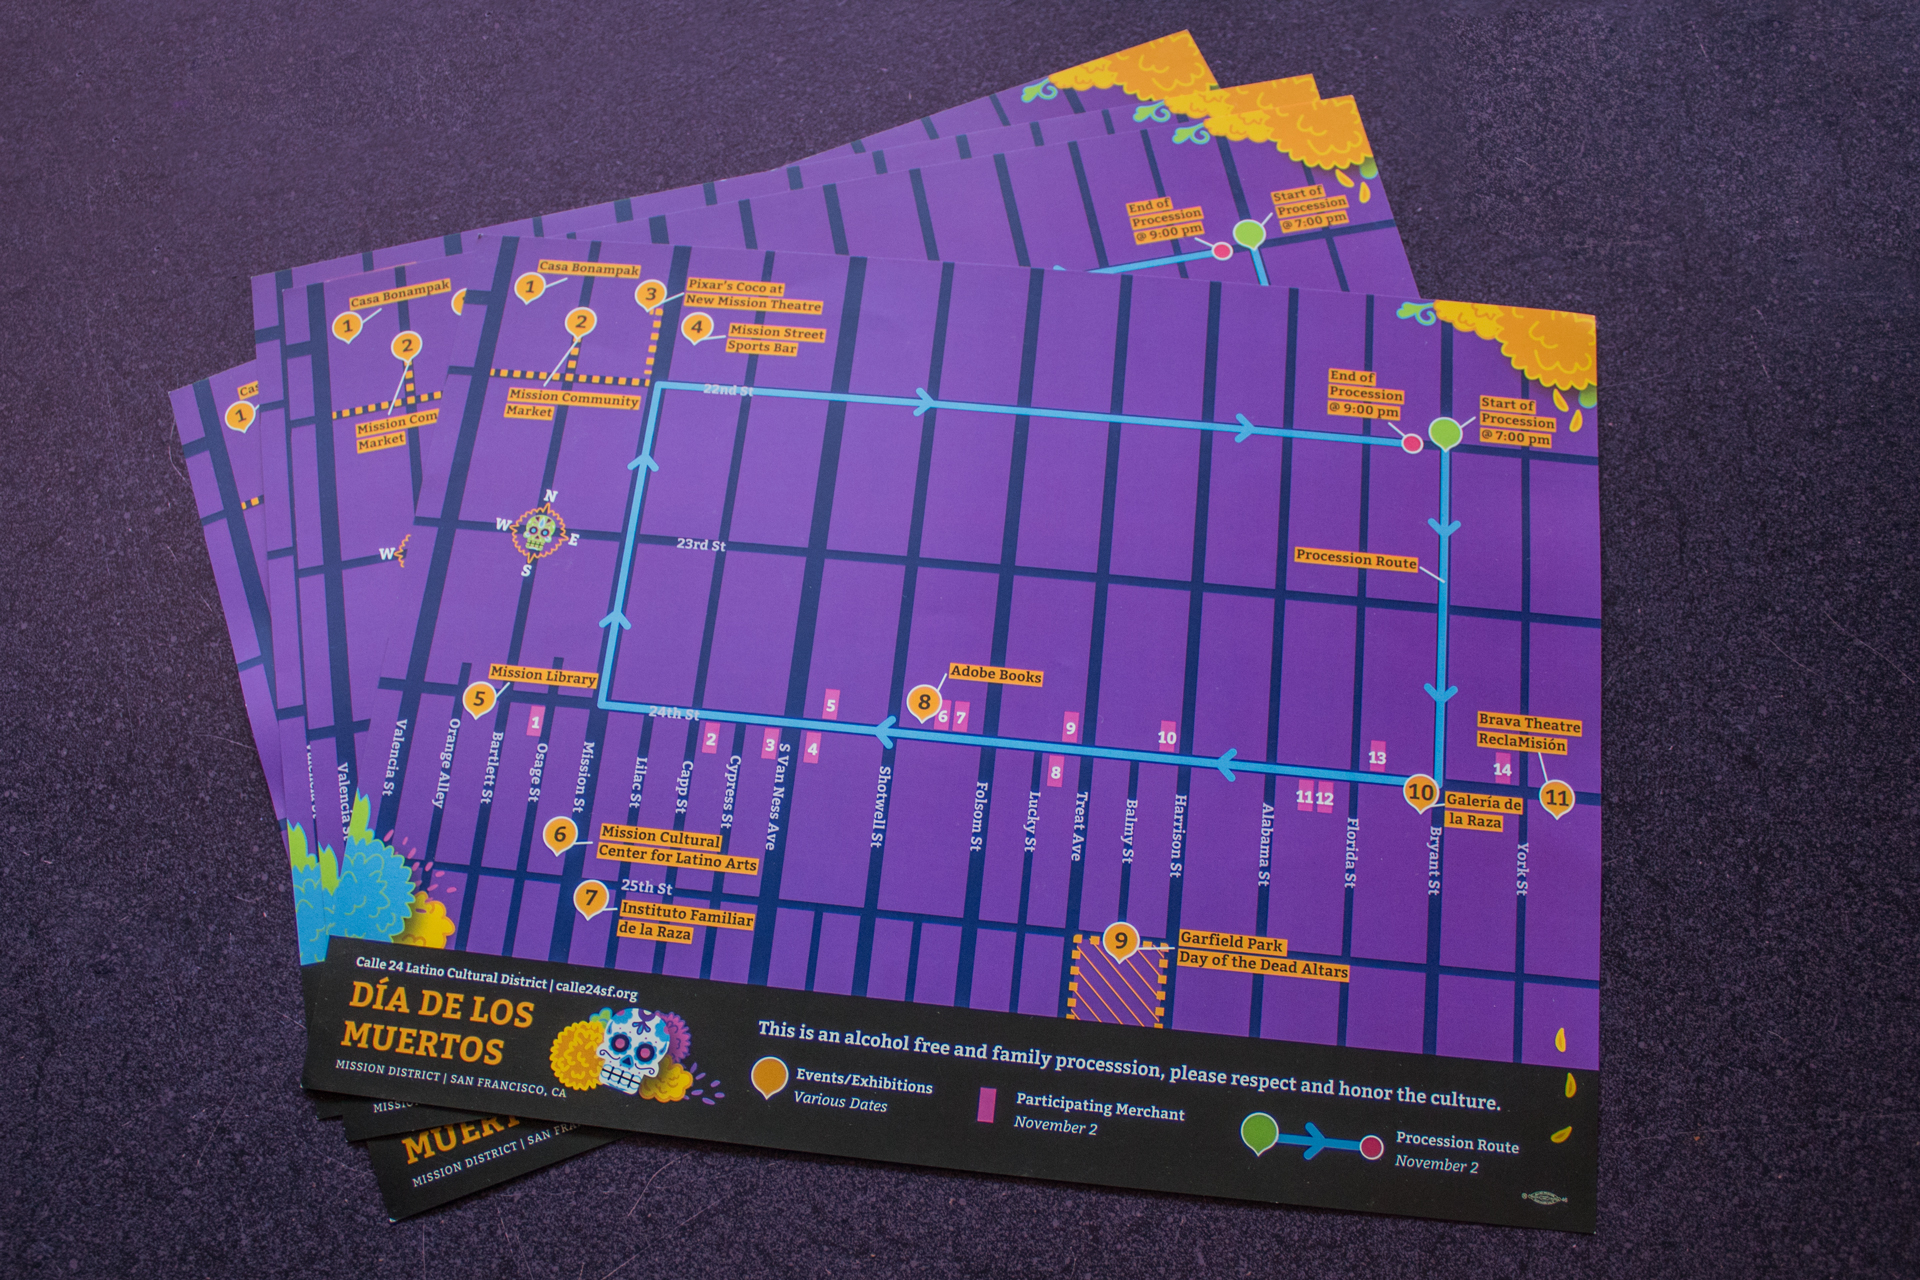 End of
Procession
@ 9:00 pm
Start of
Procession
@ 7:00 pm
Casa Bonampak
1
2
Mission Com
Market
W
1
1
Casa Bonampak
2
3
Pixar's Coco at
New Mission Theatre
4
Mission Street
Sports Bar
Mission Community
Market
22nd St
End of
Procession
@ 9:00 pm
Start of
Procession
@ 7:00 pm
N
W
E
S
23rd St
Procession Route
5
Mission Library
24th St
8
Adobe Books
1
2
3
4
5
6
7
8
9
10
11
12
13
14
Brava Theatre
ReclaMisión
10
Galería de
la Raza
11
Valencia St
Orange Alley
Bartlett St
Osage St
Mission St
Lilac St
Capp St
Cypress St
S Van Ness Ave
Shotwell St
Folsom St
Lucky St
Treat Ave
Balmy St
Harrison St
Alabama St
Florida St
Bryant St
York St
6
Mission Cultural
Center for Latino Arts
25th St
7
Instituto Familiar
de la Raza
9
Garfield Park
Day of the Dead Altars
Calle 24 Latino Cultural District | calle24sf.org
DÍA DE LOS
MUERTOS
MISSION DISTRICT | SAN FRANCISCO, CA
This is an alcohol free and family processsion, please respect and honor the culture.
Events/Exhibitions
Various Dates
Participating Merchant
November 2
Procession Route
November 2
MISSION DISTRICT | SAN FRA